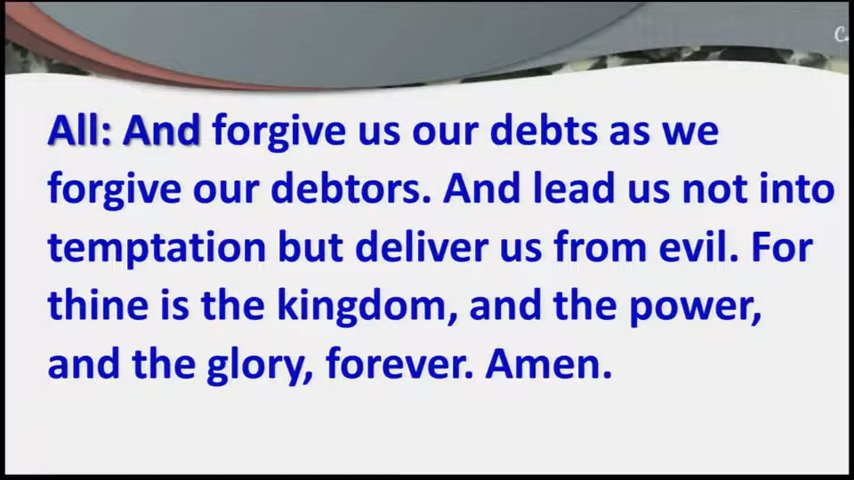 All: And forgive us our debts as we
forgive our debtors. And lead us not into
temptation but deliver us from evil. For
thine is the kingdom, and the power,
and the glory, forever. Amen.